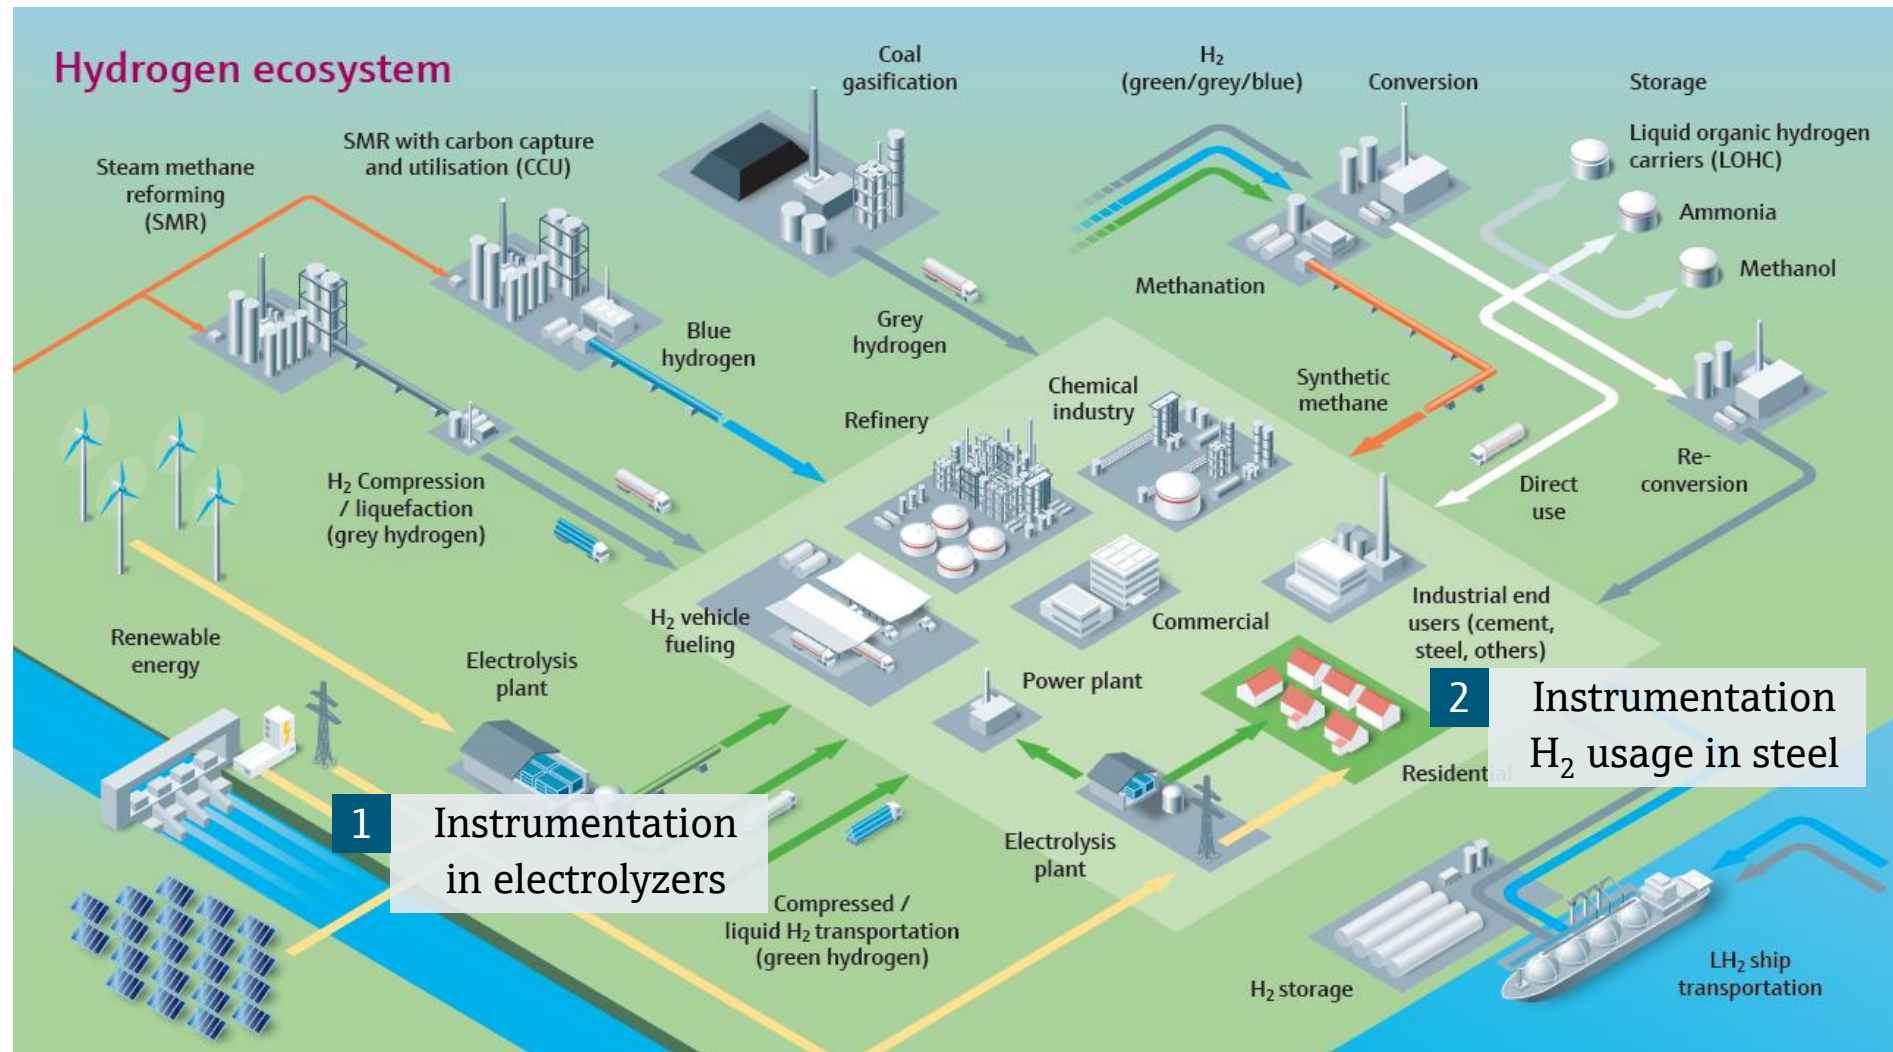 Hydrogen ecosystem
Coal
gasification
H₂
(green/grey/blue)
Conversion
Storage
Liquid organic hydrogen
carriers (LOHC)
Ammonia
Methanol
SMR with carbon capture
and utilisation (CCU)
Steam methane
reforming
(SMR)
Methanation
Blue
hydrogen
Grey
hydrogen
Synthetic
methane
Chemical
industry
Refinery
H₂ Compression
/ liquefaction
(grey hydrogen)
Direct
use
Re-
conversion
Industrial end
users (cement,
steel, others)
Commercial
H₂ vehicle
fueling
Renewable
energy
Electrolysis
plant
Power plant
2
Instrumentation
H₂ usage in steel
Residential
1
Instrumentation
in electrolyzers
Electrolysis
plant
Compressed /
liquid H₂ transportation
(green hydrogen)
H₂ storage
LH₂ ship
transportation